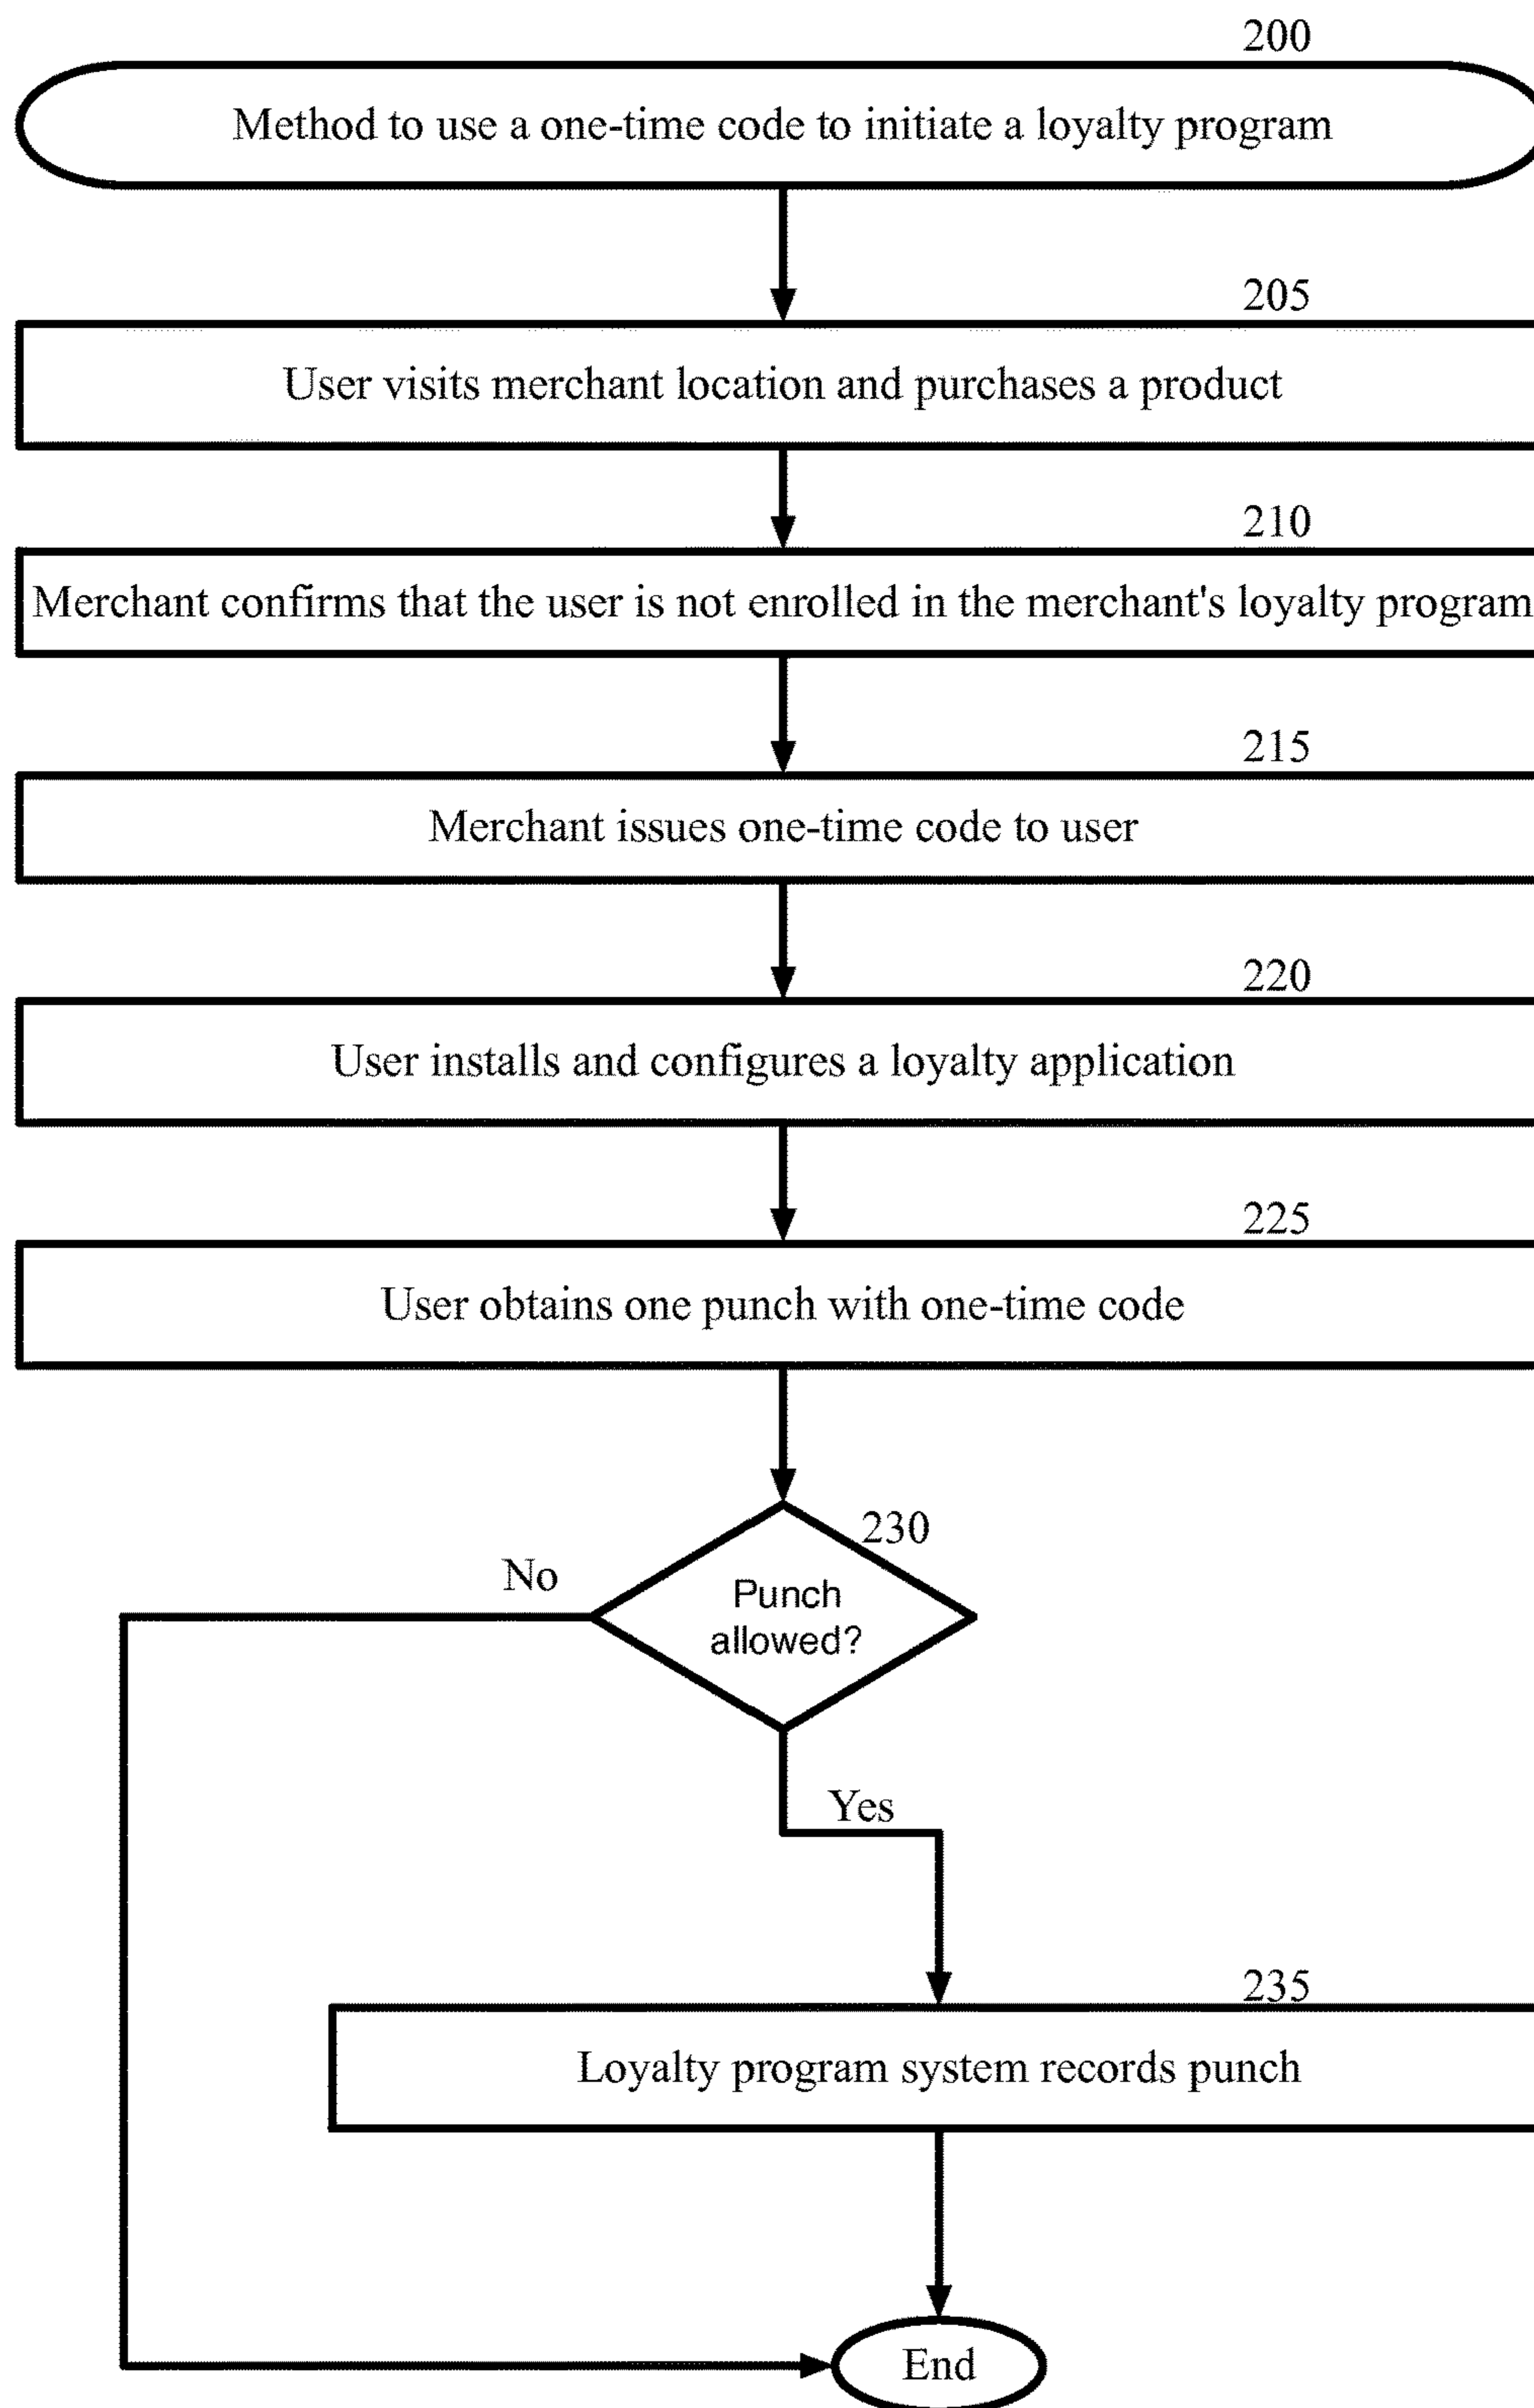 200
Method to use a one-time code to initiate a loyalty program
205
User visits merchant location and purchases a product
210
Merchant confirms that the user is not enrolled in the merchant's loyalty program
215
Merchant issues one-time code to user
220
User installs and configures a loyalty application
225
User obtains one punch with one-time code
230
No
Punch
allowed?
Yes
235
Loyalty program system records punch
End